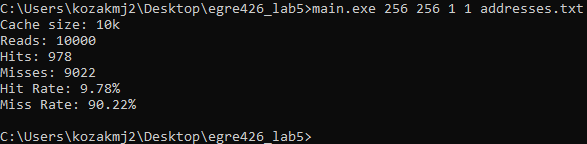 C:\Users\kozakmj2\Desktop\egre426_lab5>main.exe 256 256 1 1 addresses.txt
Cache size: 10k
Reads: 10000
Hits: 978
Misses: 9022
Hit Rate: 9.78%
Miss Rate: 90.22%
C:\Users\kozakmj2\Desktop\egre426_lab5>